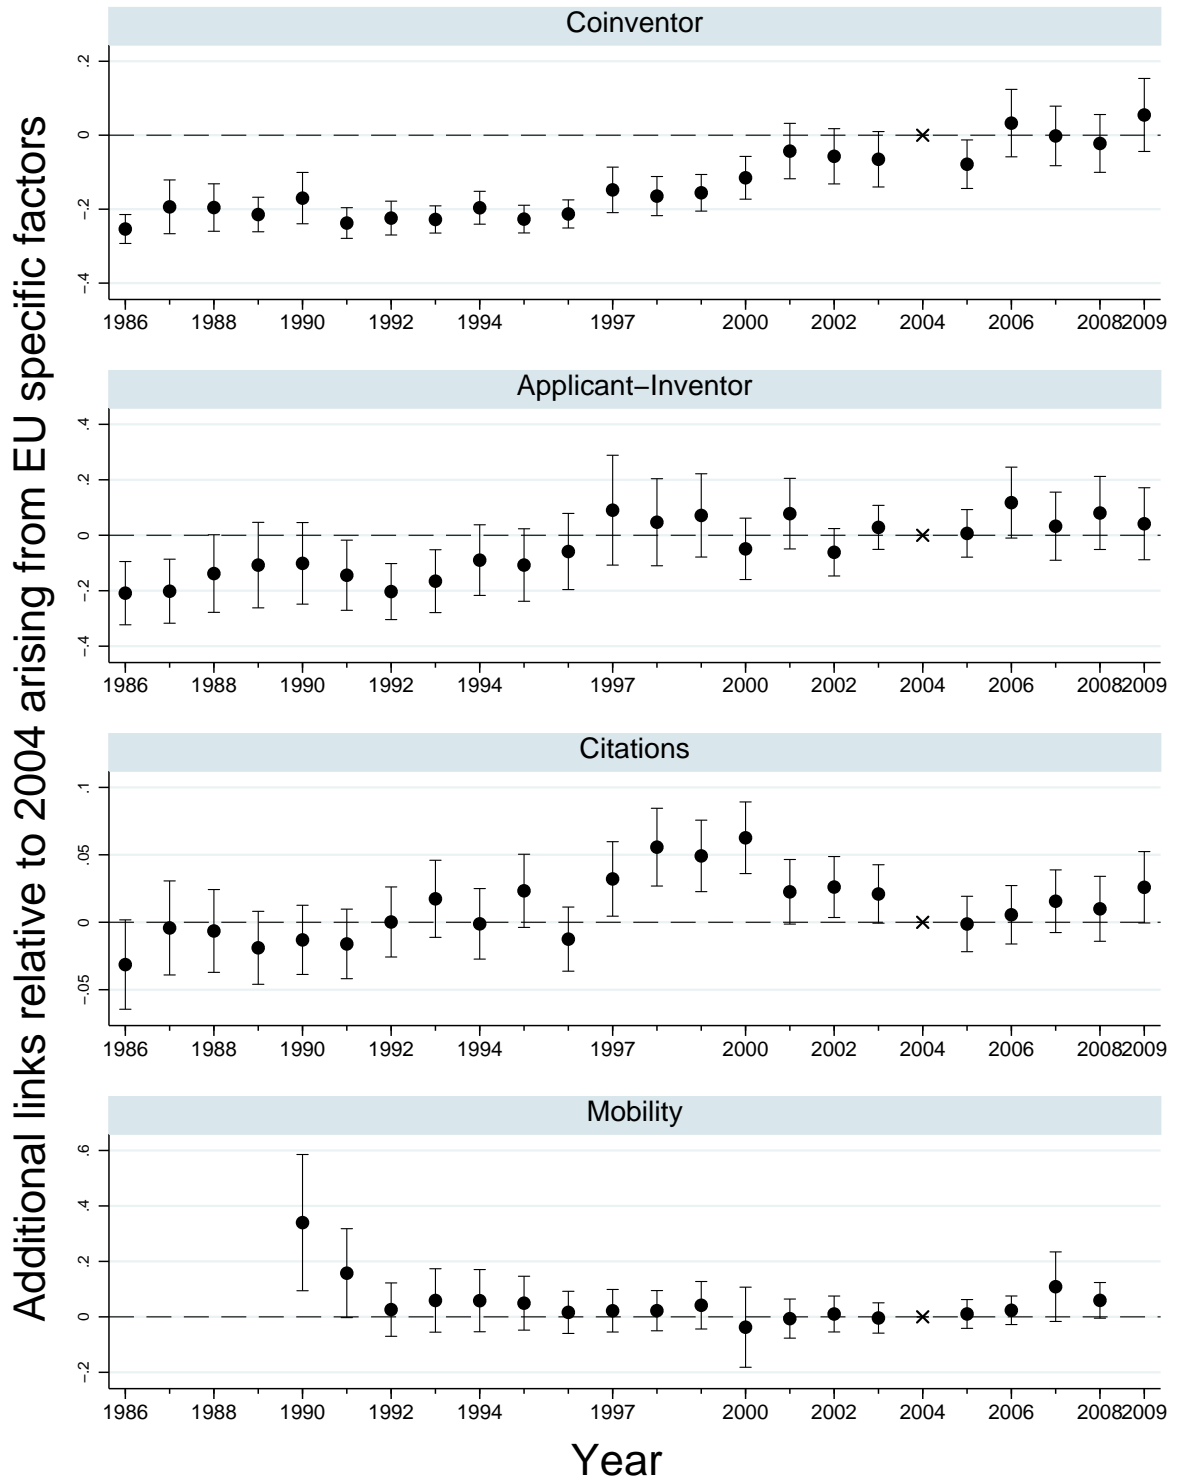 Additional links relative to 2004 arising from EU specific factors
Coinventor
.2
0
-.2
-.4
1986 1988 1990 1992 1994 1997 2000 2002 2004 2006 2008 2009
Applicant–Inventor
.4
.2
0
-.2
-.4
1986 1988 1990 1992 1994 1997 2000 2002 2004 2006 2008 2009
Citations
.1
.05
0
-.05
1986 1988 1990 1992 1994 1997 2000 2002 2004 2006 2008 2009
Mobility
.6
.4
.2
0
-.2
1986 1988 1990 1992 1994 1997 2000 2002 2004 2006 2008 2009
Year